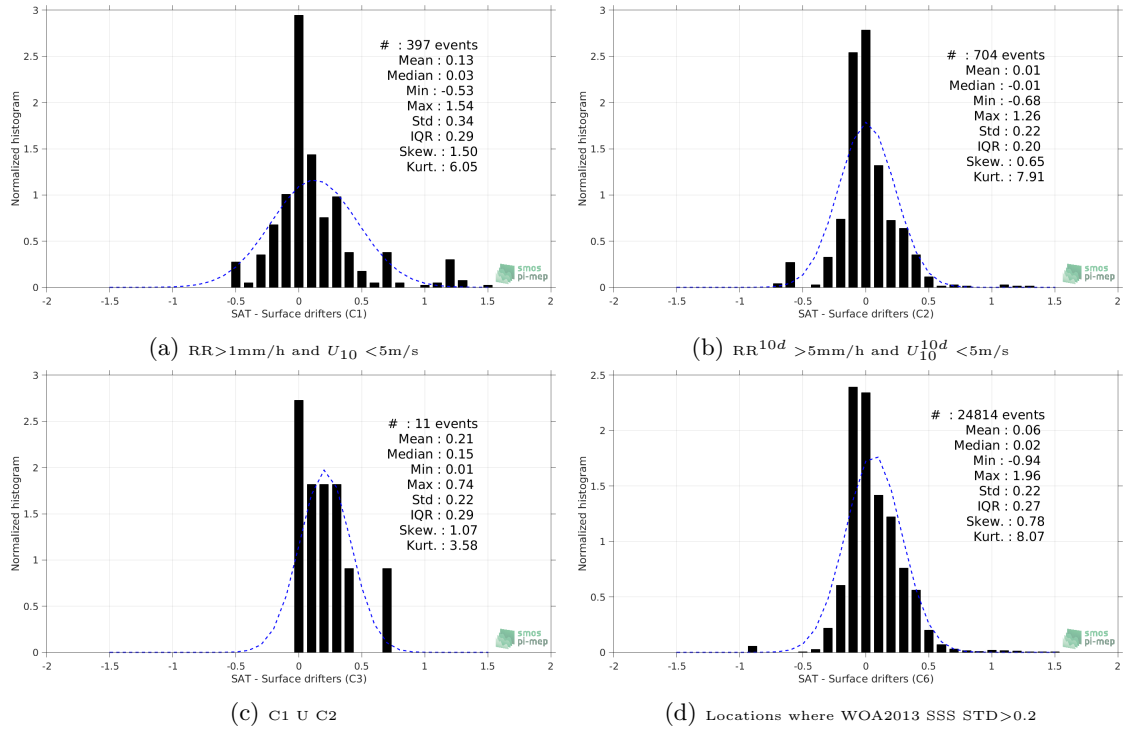 3
2.5
2
1.5
1
0.5
0
Normalized histogram
# : 397 events
Mean : 0.13
Median : 0.03
Min : -0.53
Max : 1.54
Std : 0.34
IQR : 0.29
Skew. : 1.50
Kurt. : 6.05
smos
pi-mep
-2 -1.5 -1 -0.5 0 0.5 1 1.5 2
SAT - Surface drifters (C1)
(a) RR>1mm/h and U10 <5m/s
3
2.5
2
1.5
1
0.5
0
Normalized histogram
# : 704 events
Mean : 0.01
Median : -0.01
Min : -0.68
Max : 1.26
Std : 0.22
IQR : 0.20
Skew. : 0.65
Kurt. : 7.91
smos
pi-mep
-2 -1.5 -1 -0.5 0 0.5 1 1.5 2
SAT - Surface drifters (C2)
(b) RR10d >5mm/h and U10d10 <5m/s
3
2.5
2
1.5
1
0.5
0
Normalized histogram
# : 11 events
Mean : 0.21
Median : 0.15
Min : 0.01
Max : 0.74
Std : 0.22
IQR : 0.29
Skew. : 1.07
Kurt. : 3.58
smos
pi-mep
-2 -1.5 -1 -0.5 0 0.5 1 1.5 2
SAT - Surface drifters (C3)
(c) C1 U C2
2.5
2
1.5
1
0.5
0
Normalized histogram
# : 24814 events
Mean : 0.06
Median : 0.02
Min : -0.94
Max : 1.96
Std : 0.22
IQR : 0.27
Skew. : 0.78
Kurt. : 8.07
smos
pi-mep
-2 -1.5 -1 -0.5 0 0.5 1 1.5 2
SAT - Surface drifters (C6)
(d) Locations where WOA2013 SSS STD>0.2